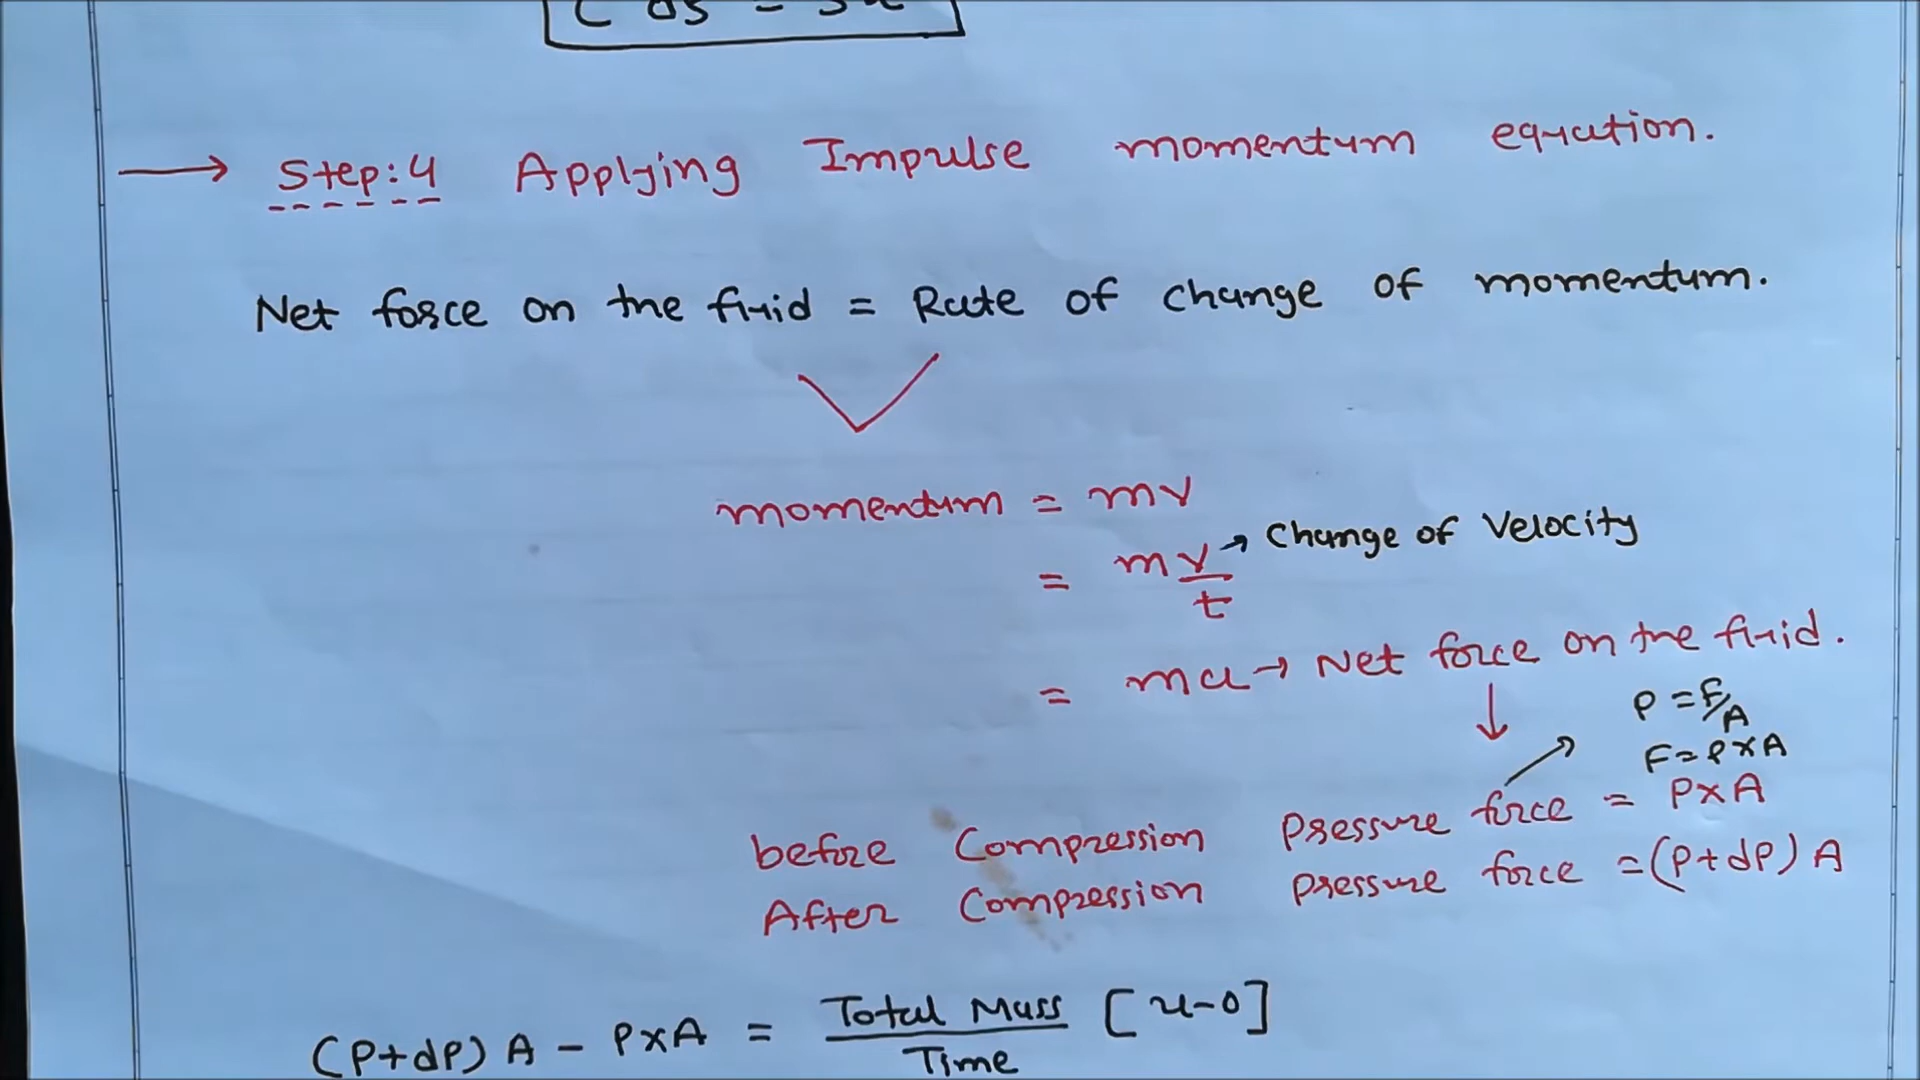 Step:4 Applying Impulse momentum equation.
Net force on the fluid = Rate of change of momentum.
momentum = mv
= mv/t → Change of Velocity
= ma → Net force on the fluid.
P = F/A
F = P×A
before Compression Pressure force = P×A
After Compression pressure force = (P+dP) A
(P+dP) A - P×A = Total Mass/Time [u-0]